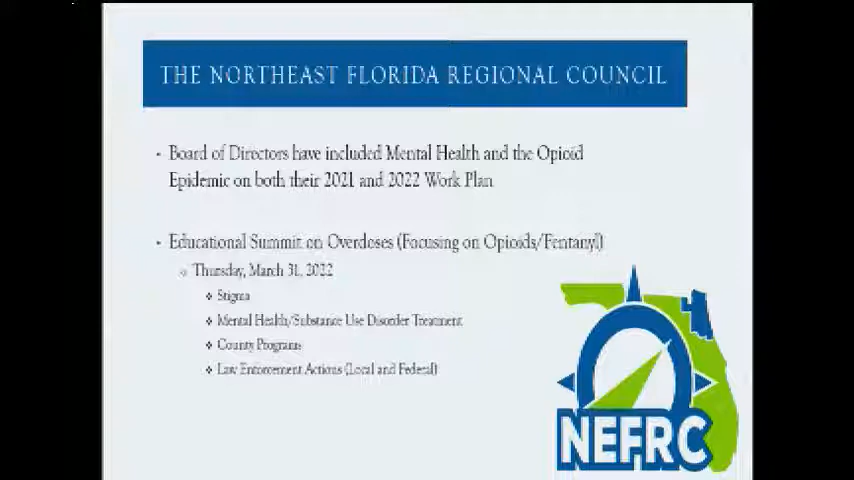 THE NORTHEAST FLORIDA REGIONAL COUNCIL
• Board of Directors have included Mental Health and the Opioid
Epidemic on both their 2021 and 2022 Work Plan
• Educational Summit on Overdoses (Focusing on Opioids/Fentanyl)
o Thursday, March 31, 2022
❖ Stigma
❖ Mental Health/Substance Use Disorder Treatment
❖ County Programs
❖ Law Enforcement Actions (Local and Federal)
NEFRC